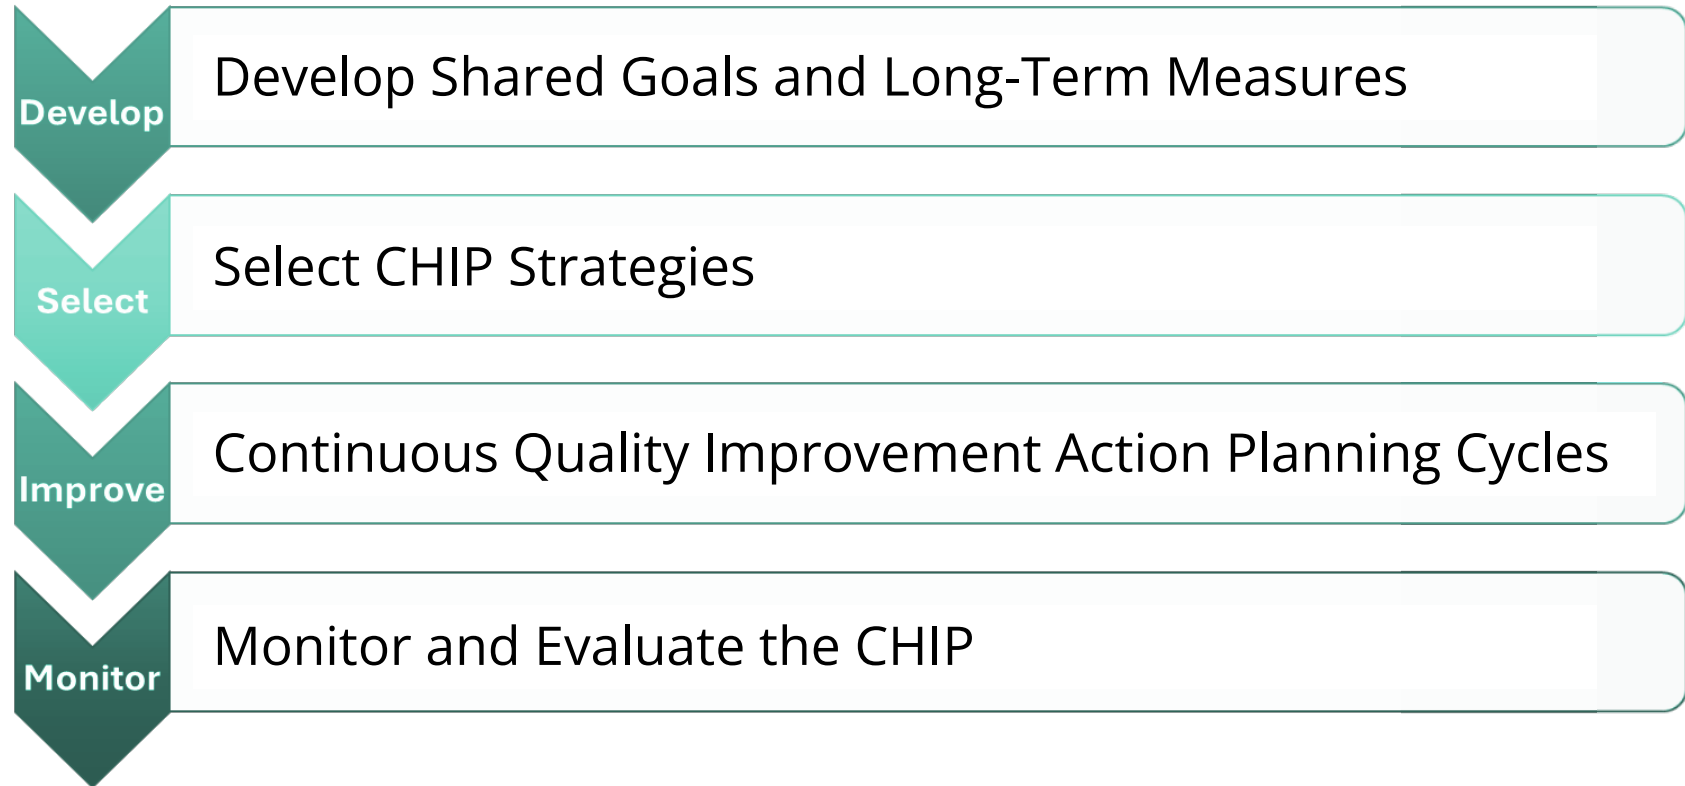 Develop
Develop Shared Goals and Long-Term Measures
Select
Select CHIP Strategies
Improve
Continuous Quality Improvement Action Planning Cycles
Monitor
Monitor and Evaluate the CHIP